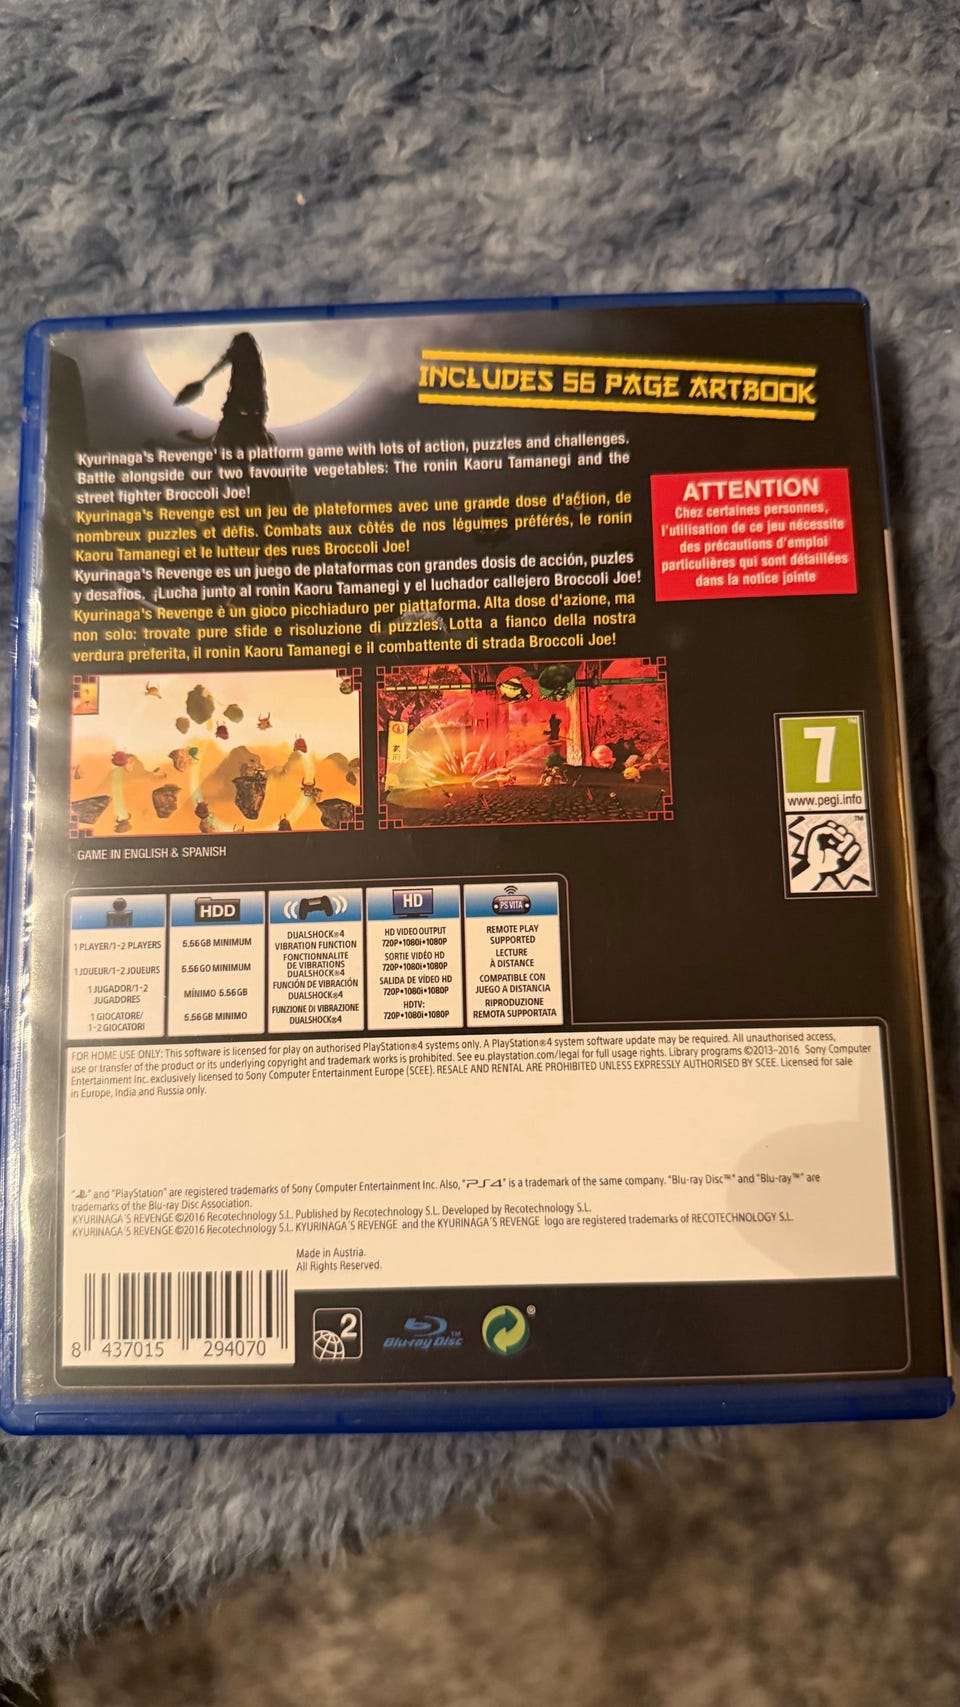 INCLUDES 56 PAGE ARTBOOK
'Kyurinaga's Revenge' is a platform game with lots of action, puzzles and challenges.
Battle alongside our two favourite vegetables: The ronin Kaoru Tamanegi and the
street fighter Broccoli Joe!
Kyurinaga's Revenge est un jeu de plateformes avec une grande dose d'action, de
nombreux puzzles et défis. Combats aux côtés de nos légumes préférés, le ronin
Kaoru Tamanegi et le lutteur des rues Broccoli Joe!
Kyurinaga's Revenge es un juego de plataformas con grandes dosis de acción, puzles
y desafíos. ¡Lucha junto al ronin Kaoru Tamanegi y el luchador callejero Broccoli Joe!
Kyurinaga's Revenge è un gioco picchiaduro per piattaforma. Alta dose d'azione, ma
non solo: trovate pure sfide e risoluzione di puzzles. Lotta a fianco della nostra
verdura preferita, il ronin Kaoru Tamanegi e il combattente di strada Broccoli Joe!
ATTENTION
Chez certaines personnes,
l'utilisation de ce jeu nécessite
des précautions d'emploi
particulières qui sont détaillées
dans la notice jointe
7
www.pegi.info
GAME IN ENGLISH & SPANISH
1 PLAYER/1-2 PLAYERS
1 JOUEUR/1-2 JOUEURS
1 JUGADOR/1-2
JUGADORES
1 GIOCATORE/
1-2 GIOCATORI
HDD
5.56GB MINIMUM
5.56 GO MINIMUM
MÍNIMO 5.56GB
5.56GB MINIMO
DUALSHOCK®4
VIBRATION FUNCTION
FONCTIONNALITE
DE VIBRATIONS
DUALSHOCK®4
FUNCIÓN DE VIBRACIÓN
DUALSHOCK®4
FUNZIONE DI VIBRAZIONE
DUALSHOCK®4
HD
HD VIDEO OUTPUT
720P•1080i•1080P
SORTIE VIDÉO HD
720P•1080i•1080P
SALIDA DE VÍDEO HD
720P•1080i•1080P
HDTV:
720P•1080i•1080P
PS VITA
REMOTE PLAY
SUPPORTED
LECTURE
À DISTANCE
COMPATIBLE CON
JUEGO A DISTANCIA
RIPRODUZIONE
REMOTA SUPPORTATA
FOR HOME USE ONLY: This software is licensed for play on authorised PlayStation®4 systems only. A PlayStation®4 system software update may be required. All unauthorised access,
use or transfer of the product or its underlying copyright and trademark works is prohibited. See eu.playstation.com/legal for full usage rights. Library programs ©2013-2016 Sony Computer
Entertainment Inc. exclusively licensed to Sony Computer Entertainment Europe (SCEE). RESALE AND RENTAL ARE PROHIBITED UNLESS EXPRESSLY AUTHORISED BY SCEE. Licensed for sale
in Europe, India and Russia only.
" " and "PlayStation" are registered trademarks of Sony Computer Entertainment Inc. Also, "PS4" is a trademark of the same company. "Blu-ray Disc™" and "Blu-ray™" are
trademarks of the Blu-ray Disc Association.
KYURINAGA´S REVENGE ©2016 Recotechnology S.L. Published by Recotechnology S.L. Developed by Recotechnology S.L.
KYURINAGA´S REVENGE ©2016 Recotechnology S.L. KYURINAGA´S REVENGE and the KYURINAGA´S REVENGE logo are registered trademarks of RECOTECHNOLOGY S.L.
Made in Austria.
All Rights Reserved.
8 437015 294070
2
Blu-ray Disc™
®